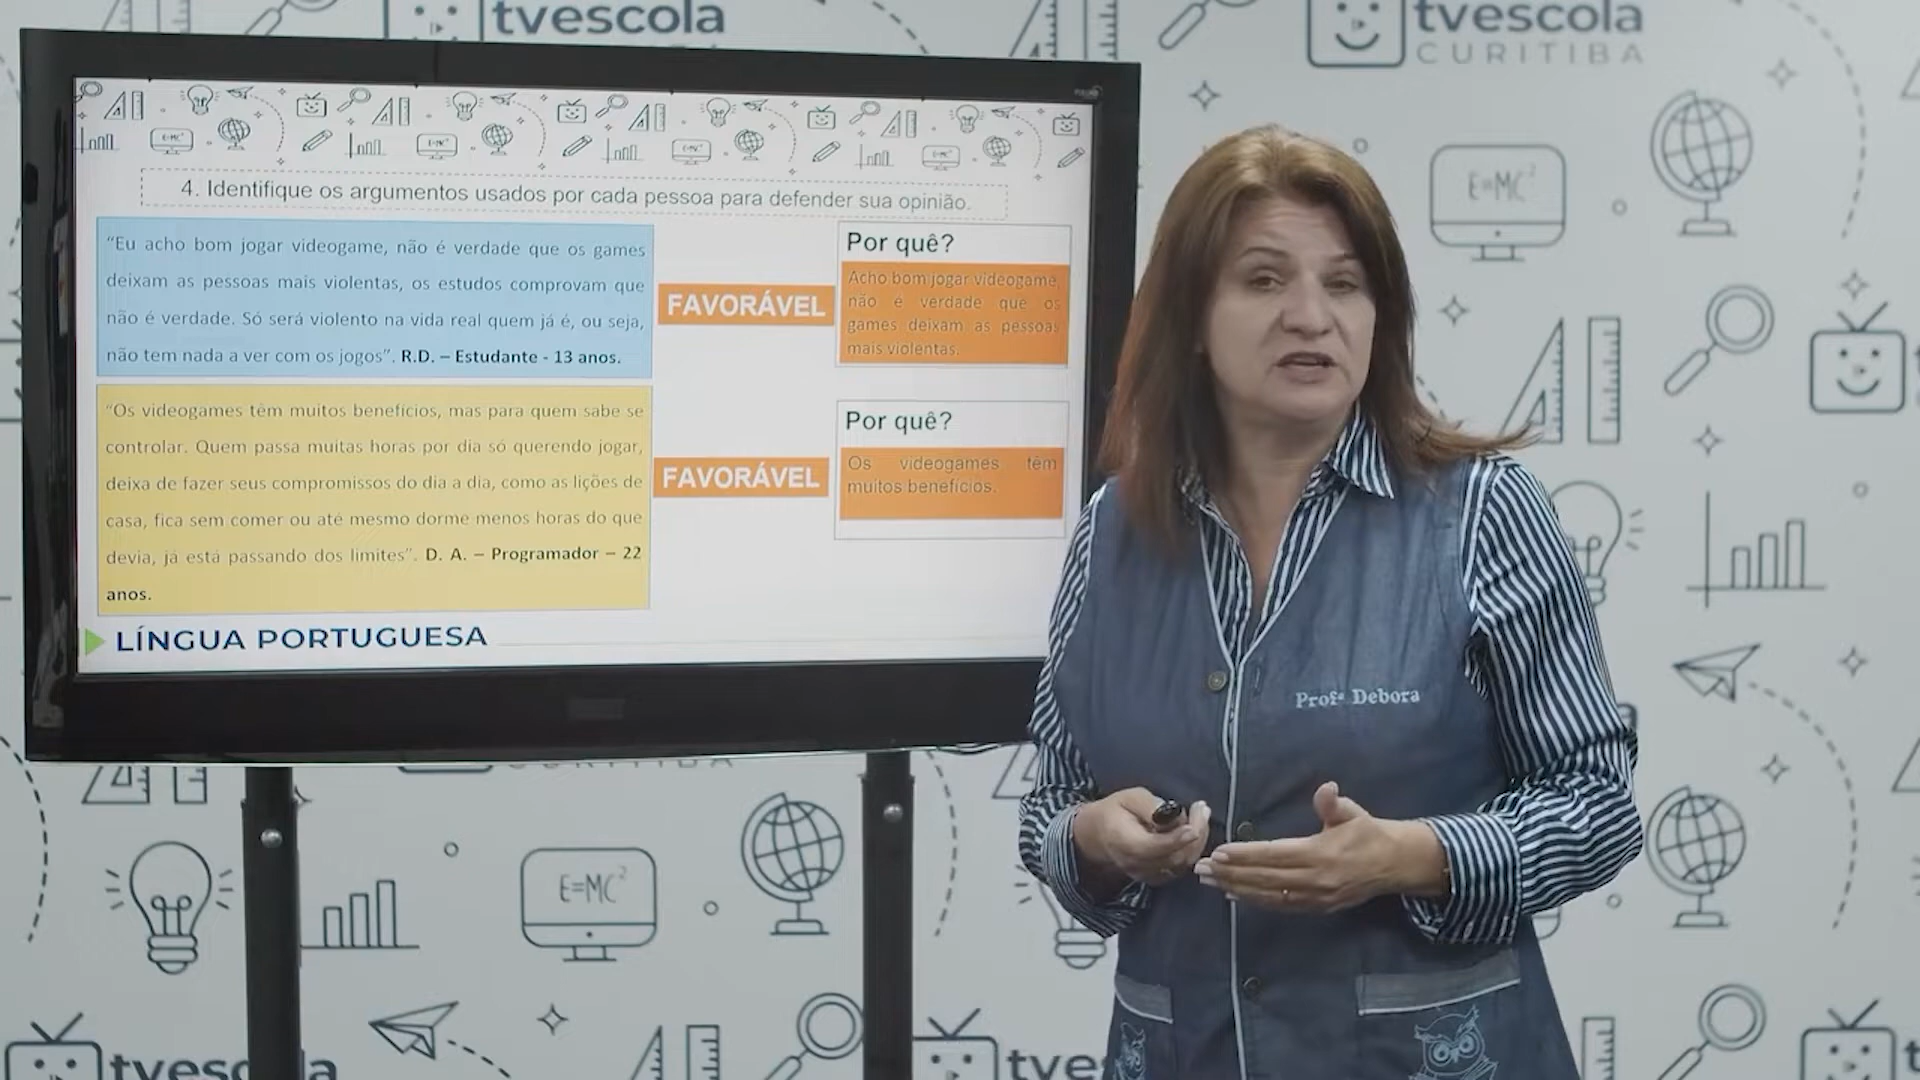 tvescola
tvescola
CURITIBA
4. Identifique os argumentos usados por cada pessoa para defender sua opinião.
“Eu acho bom jogar videogame, não é verdade que os games
deixam as pessoas mais violentas, os estudos comprovam que
não é verdade. Só será violento na vida real quem já é, ou seja,
não tem nada a ver com os jogos”. R.D. – Estudante - 13 anos.
FAVORÁVEL
Por quê?
Acho bom jogar videogame,
não é verdade que os
games deixam as pessoas
mais violentas.
“Os videogames têm muitos benefícios, mas para quem sabe se
controlar. Quem passa muitas horas por dia só querendo jogar,
deixa de fazer seus compromissos do dia a dia, como as lições de
casa, fica sem comer ou até mesmo dorme menos horas do que
devia, já está passando dos limites”. D. A. – Programador – 22
anos.
FAVORÁVEL
Por quê?
Os videogames têm
muitos benefícios.
LÍNGUA PORTUGUESA
E=MC²
Profª Debora
CURITIBA
E=MC²
tvescola
tves